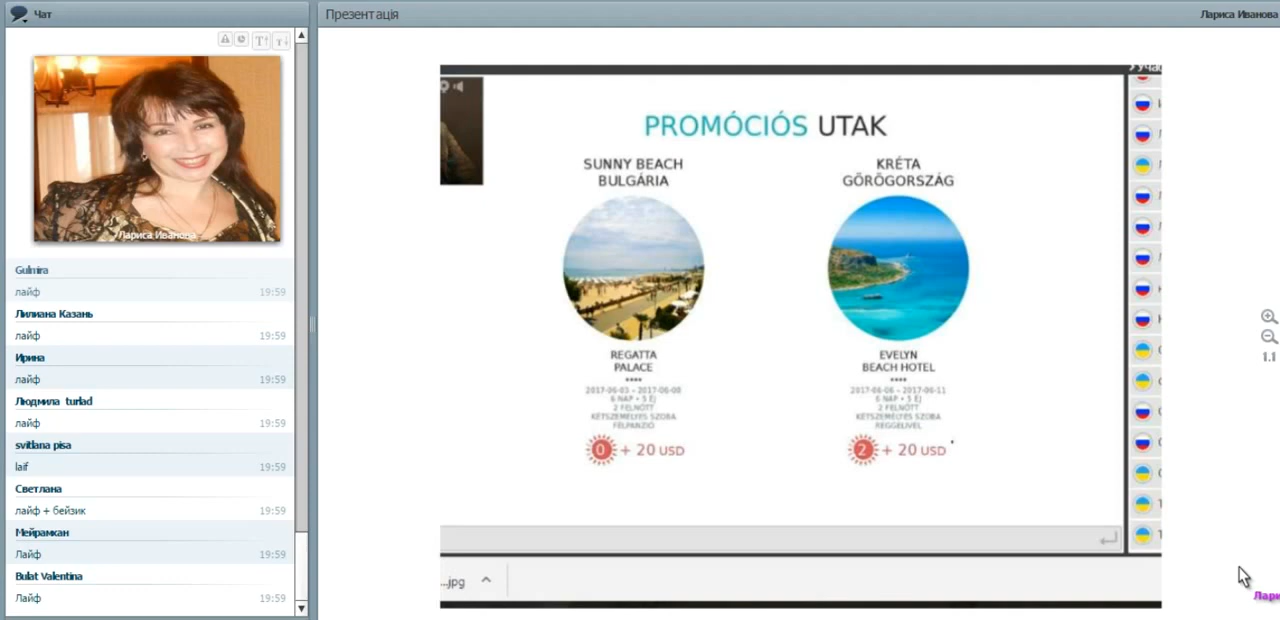 Чат
Лариса Иванова
Gulmira
лайф 19:59
Лилиана Казань
лайф 19:59
Ирина
лайф 19:59
Людмила turlad
лайф 19:59
svitlana pisa
laif 19:59
Светлана
лайф + бейзик 19:59
Мейрамкан
Лайф 19:59
Bulat Valentina
Лайф 19:59
Презентація
Лариса Иванова
PROMÓCIÓS UTAK
SUNNY BEACH
BULGÁRIA
REGATTA
PALACE
****
2017-06-03 – 2017-06-08
6 NAP • 5 ÉJ
2 FELNŐTT
KÉTSZEMÉLYES SZOBA
FÉLPANZIÓ
0 + 20 USD
KRÉTA
GÖRÖGORSZÁG
EVELYN
BEACH HOTEL
****
2017-06-06 – 2017-06-11
6 NAP • 5 ÉJ
2 FELNŐTT
KÉTSZEMÉLYES SZOBA
REGGELIVEL
2 + 20 USD
...jpg
1.1
Лари